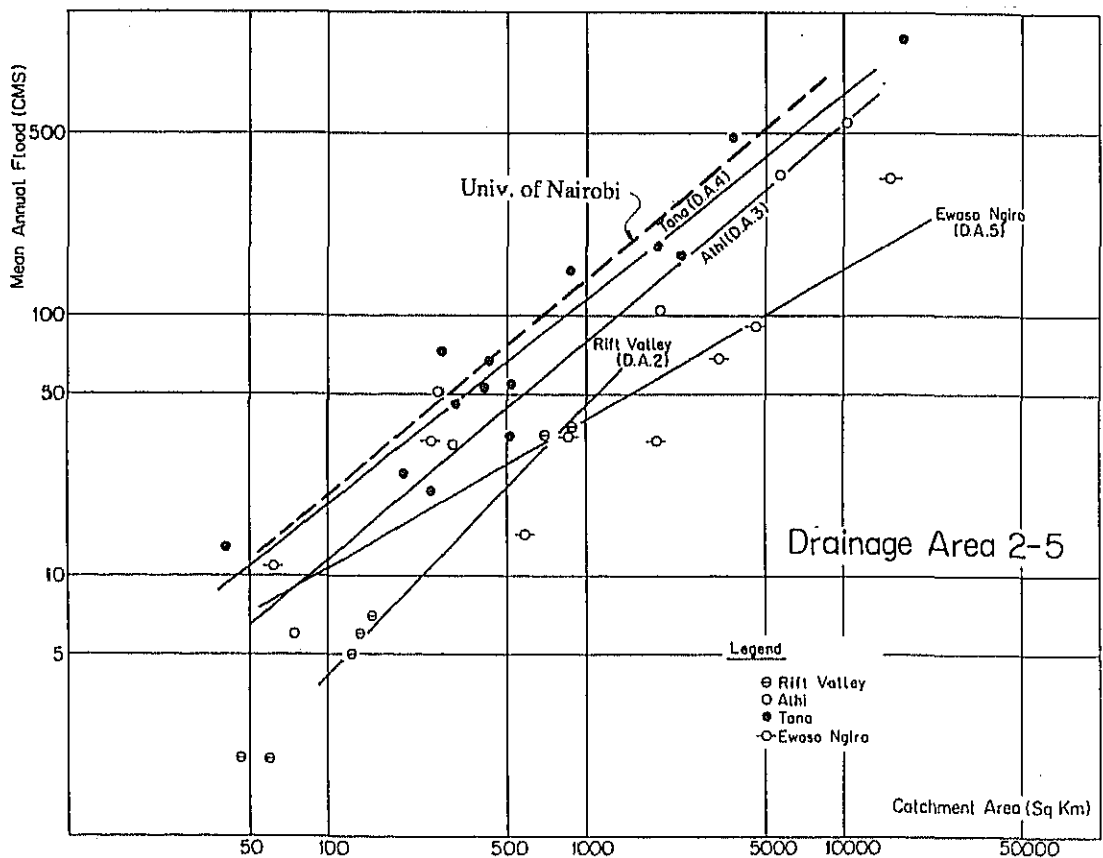 Mean Annual Flood (CMS)
500
100
50
10
5
Univ. of Nairobi
Tana (D.A.4)
Athi (D.A.3)
Ewaso Ngiro
(D.A.5)
Rift Valley
(D.A.2)
Drainage Area 2-5
Legend
Rift Valley
Athi
Tana
Ewaso Ngiro
Catchment Area (Sq Km)
50
100
500
1000
5000
10000
50000